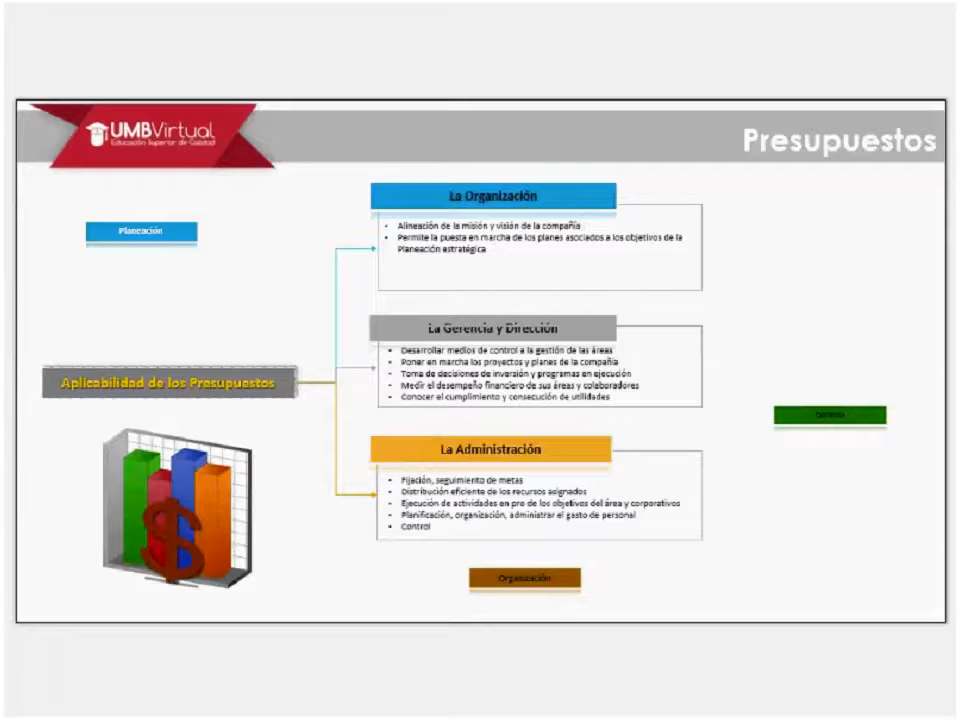 UMBVirtual
Educación Superior de Calidad
Presupuestos
La Organización
Planeación
• Alineación de la misión y visión de la compañía
• Permite la puesta en marcha de los planes asociados a los objetivos de la
Planeación estratégica
La Gerencia y Dirección
• Desarrollar medios de control a la gestión de las áreas
• Poner en marcha los proyectos y planes de la compañía
• Toma de decisiones de inversión y programas en ejecución
• Medir el desempeño financiero de sus áreas y colaboradores
• Conocer el cumplimiento y consecución de utilidades
Aplicabilidad de los Presupuestos
La Administración
• Fijación, seguimiento de metas
• Distribución eficiente de los recursos asignados
• Ejecución de actividades en pro de los objetivos del área y corporativos
• Planificación, organización, administrar el gasto de personal
• Control
Organización